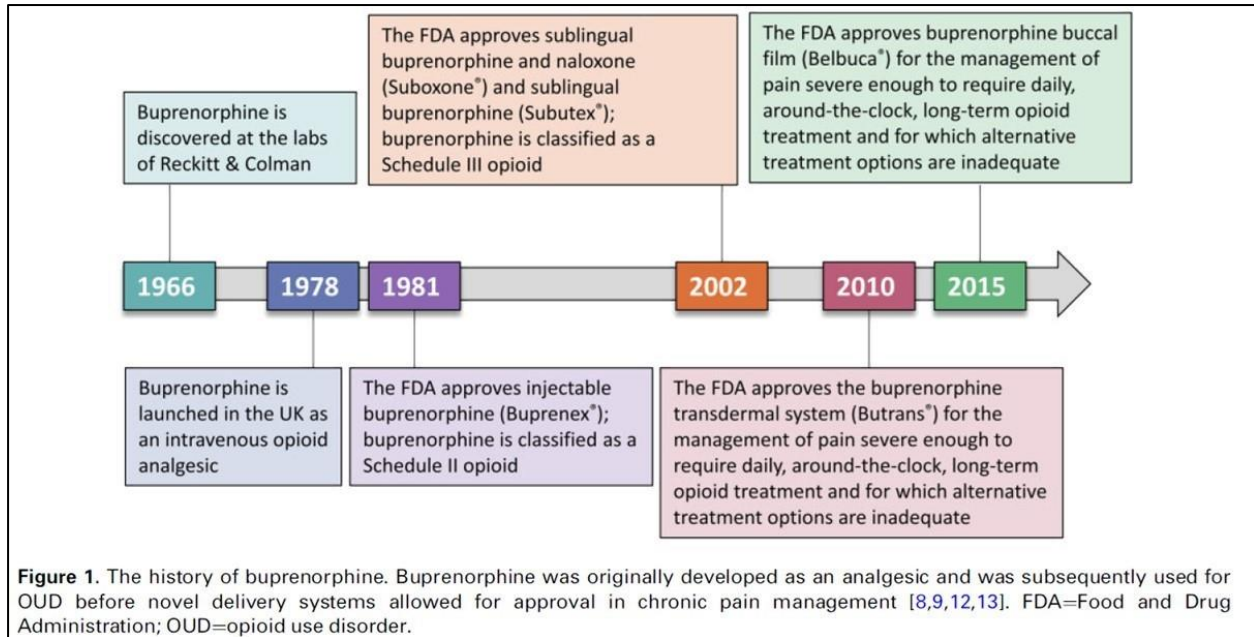 Buprenorphine is
discovered at the labs
of Reckitt & Colman
The FDA approves sublingual
buprenorphine and naloxone
(Suboxone®) and sublingual
buprenorphine (Subutex®);
buprenorphine is classified as a
Schedule III opioid
The FDA approves buprenorphine buccal
film (Belbuca®) for the management of
pain severe enough to require daily,
around-the-clock, long-term opioid
treatment and for which alternative
treatment options are inadequate
1966
1978
1981
2002
2010
2015
Buprenorphine is
launched in the UK as
an intravenous opioid
analgesic
The FDA approves injectable
buprenorphine (Buprenex®);
buprenorphine is classified as a
Schedule II opioid
The FDA approves the buprenorphine
transdermal system (Butrans®) for the
management of pain severe enough to
require daily, around-the-clock, long-term
opioid treatment and for which alternative
treatment options are inadequate
Figure 1. The history of buprenorphine. Buprenorphine was originally developed as an analgesic and was subsequently used for
OUD before novel delivery systems allowed for approval in chronic pain management [8,9,12,13]. FDA=Food and Drug
Administration; OUD=opioid use disorder.